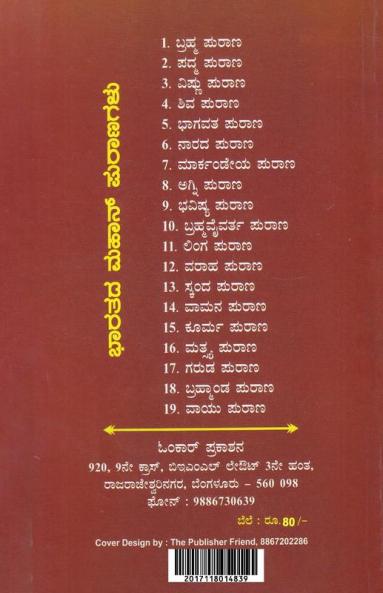 ಭಾರತದ ಮಹಾನ್ ಪುರಾಣಗಳು
1. ಬ್ರಹ್ಮ ಪುರಾಣ
2. ಪದ್ಮ ಪುರಾಣ
3. ವಿಷ್ಣು ಪುರಾಣ
4. ಶಿವ ಪುರಾಣ
5. ಭಾಗವತ ಪುರಾಣ
6. ನಾರದ ಪುರಾಣ
7. ಮಾರ್ಕಂಡೇಯ ಪುರಾಣ
8. ಅಗ್ನಿ ಪುರಾಣ
9. ಭವಿಷ್ಯ ಪುರಾಣ
10. ಬ್ರಹ್ಮವೈವರ್ತ ಪುರಾಣ
11. ಲಿಂಗ ಪುರಾಣ
12. ವರಾಹ ಪುರಾಣ
13. ಸ್ಕಂದ ಪುರಾಣ
14. ವಾಮನ ಪುರಾಣ
15. ಕೂರ್ಮ ಪುರಾಣ
16. ಮತ್ಸ್ಯ ಪುರಾಣ
17. ಗರುಡ ಪುರಾಣ
18. ಬ್ರಹ್ಮಾಂಡ ಪುರಾಣ
19. ವಾಯು ಪುರಾಣ
ಓಂಕಾರ್ ಪ್ರಕಾಶನ
920, 9ನೇ ಕ್ರಾಸ್, ಬಿಇಎಂಎಲ್ ಲೇಔಟ್ 3ನೇ ಹಂತ,
ರಾಜರಾಜೇಶ್ವರಿನಗರ, ಬೆಂಗಳೂರು - 560 098
ಫೋನ್ : 9886730639
ಬೆಲೆ : ರೂ.80/-
Cover Design by : The Publisher Friend, 8867202286
2017118014839